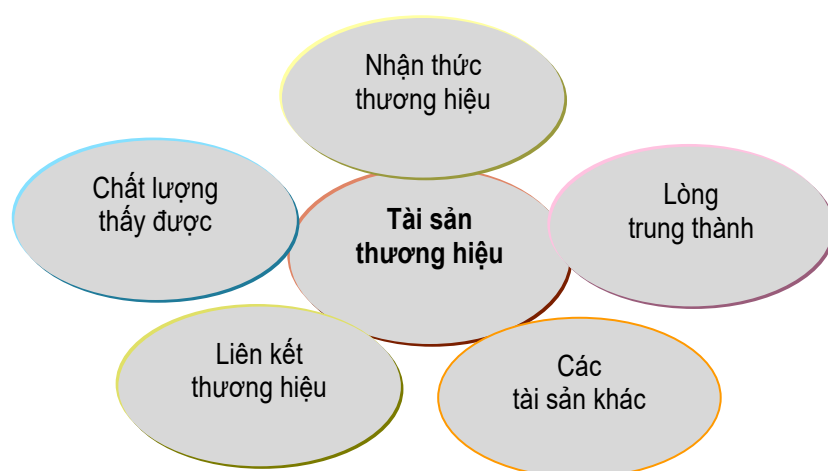 Nhận thức
thương hiệu
Chất lượng
thấy được
Tài sản
thương hiệu
Lòng
trung thành
Liên kết
thương hiệu
Các
tài sản khác